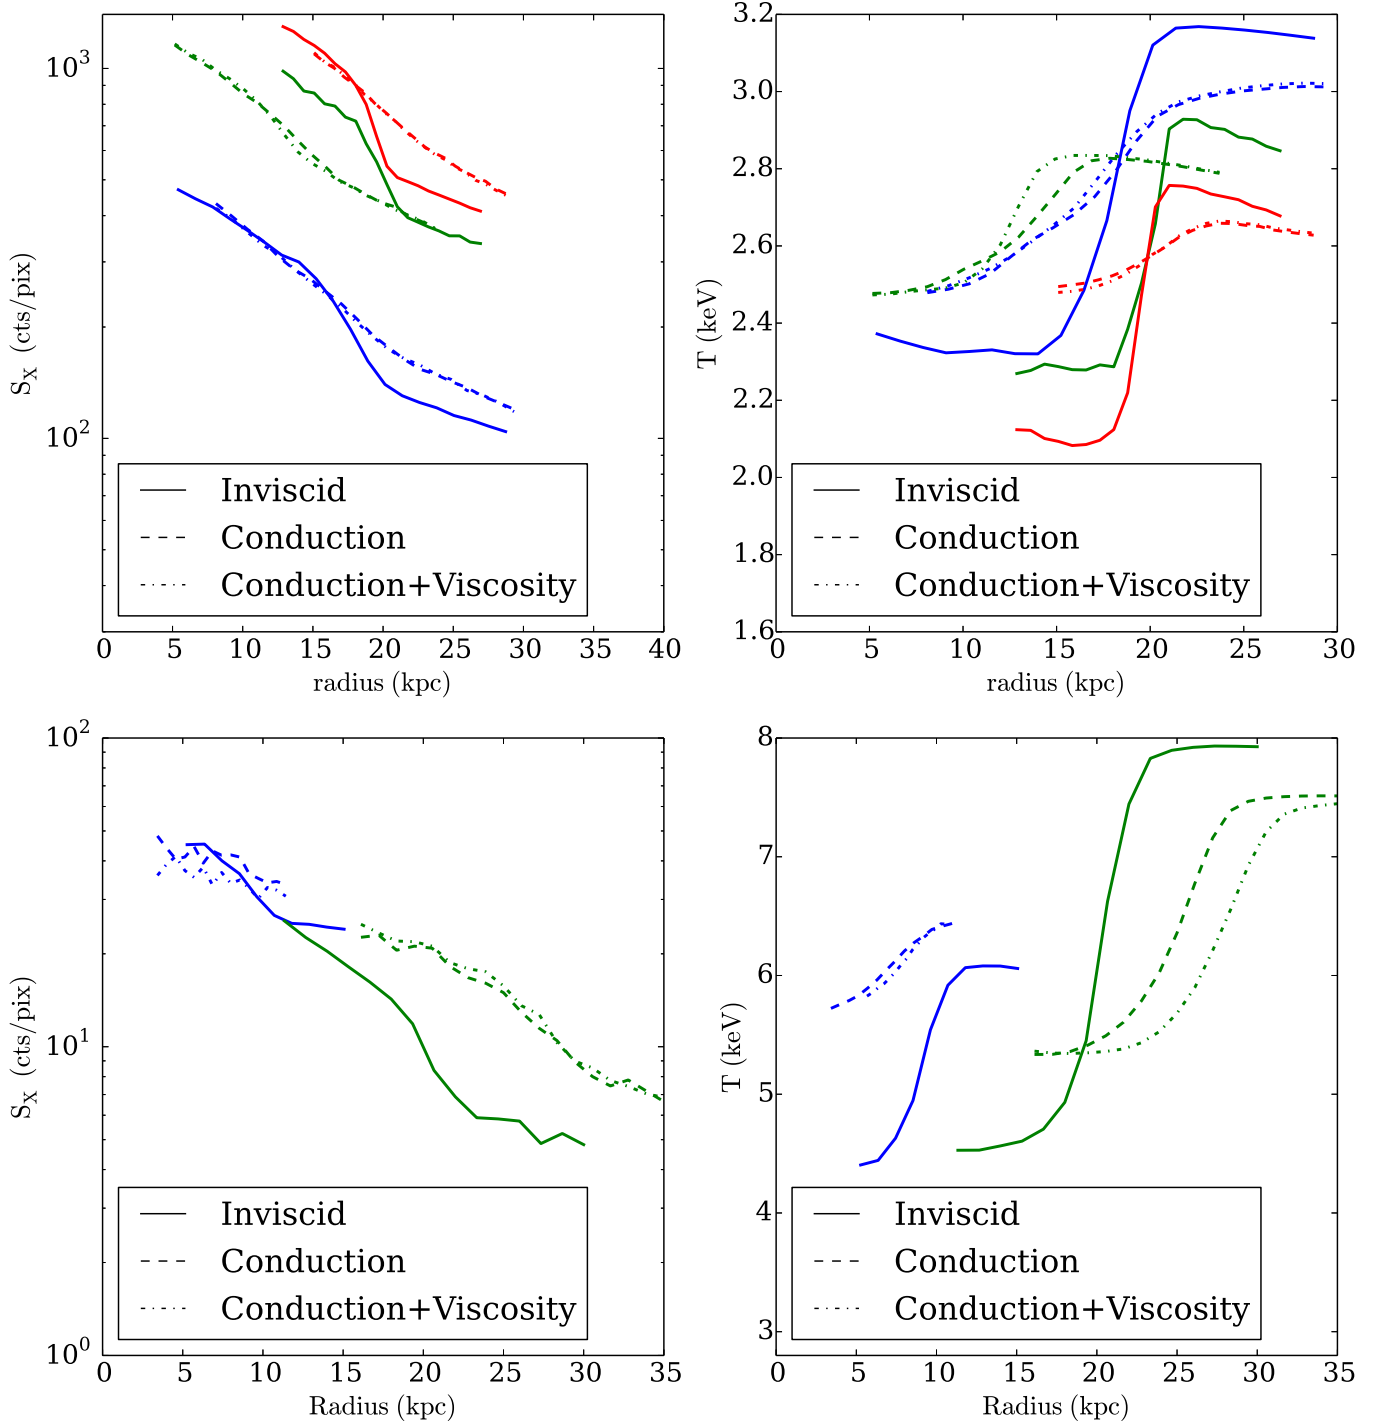 10³
10²
S_X (cts/pix)
Inviscid
Conduction
Conduction+Viscosity
0 5 10 15 20 25 30 35 40
radius (kpc)
3.2
3.0
2.8
2.6
2.4
2.2
2.0
1.8
1.6
T (keV)
Inviscid
Conduction
Conduction+Viscosity
0 5 10 15 20 25 30
radius (kpc)
10²
10¹
10⁰
S_X (cts/pix)
Inviscid
Conduction
Conduction+Viscosity
0 5 10 15 20 25 30 35
Radius (kpc)
8
7
6
5
4
3
T (keV)
Inviscid
Conduction
Conduction+Viscosity
0 5 10 15 20 25 30 35
Radius (kpc)